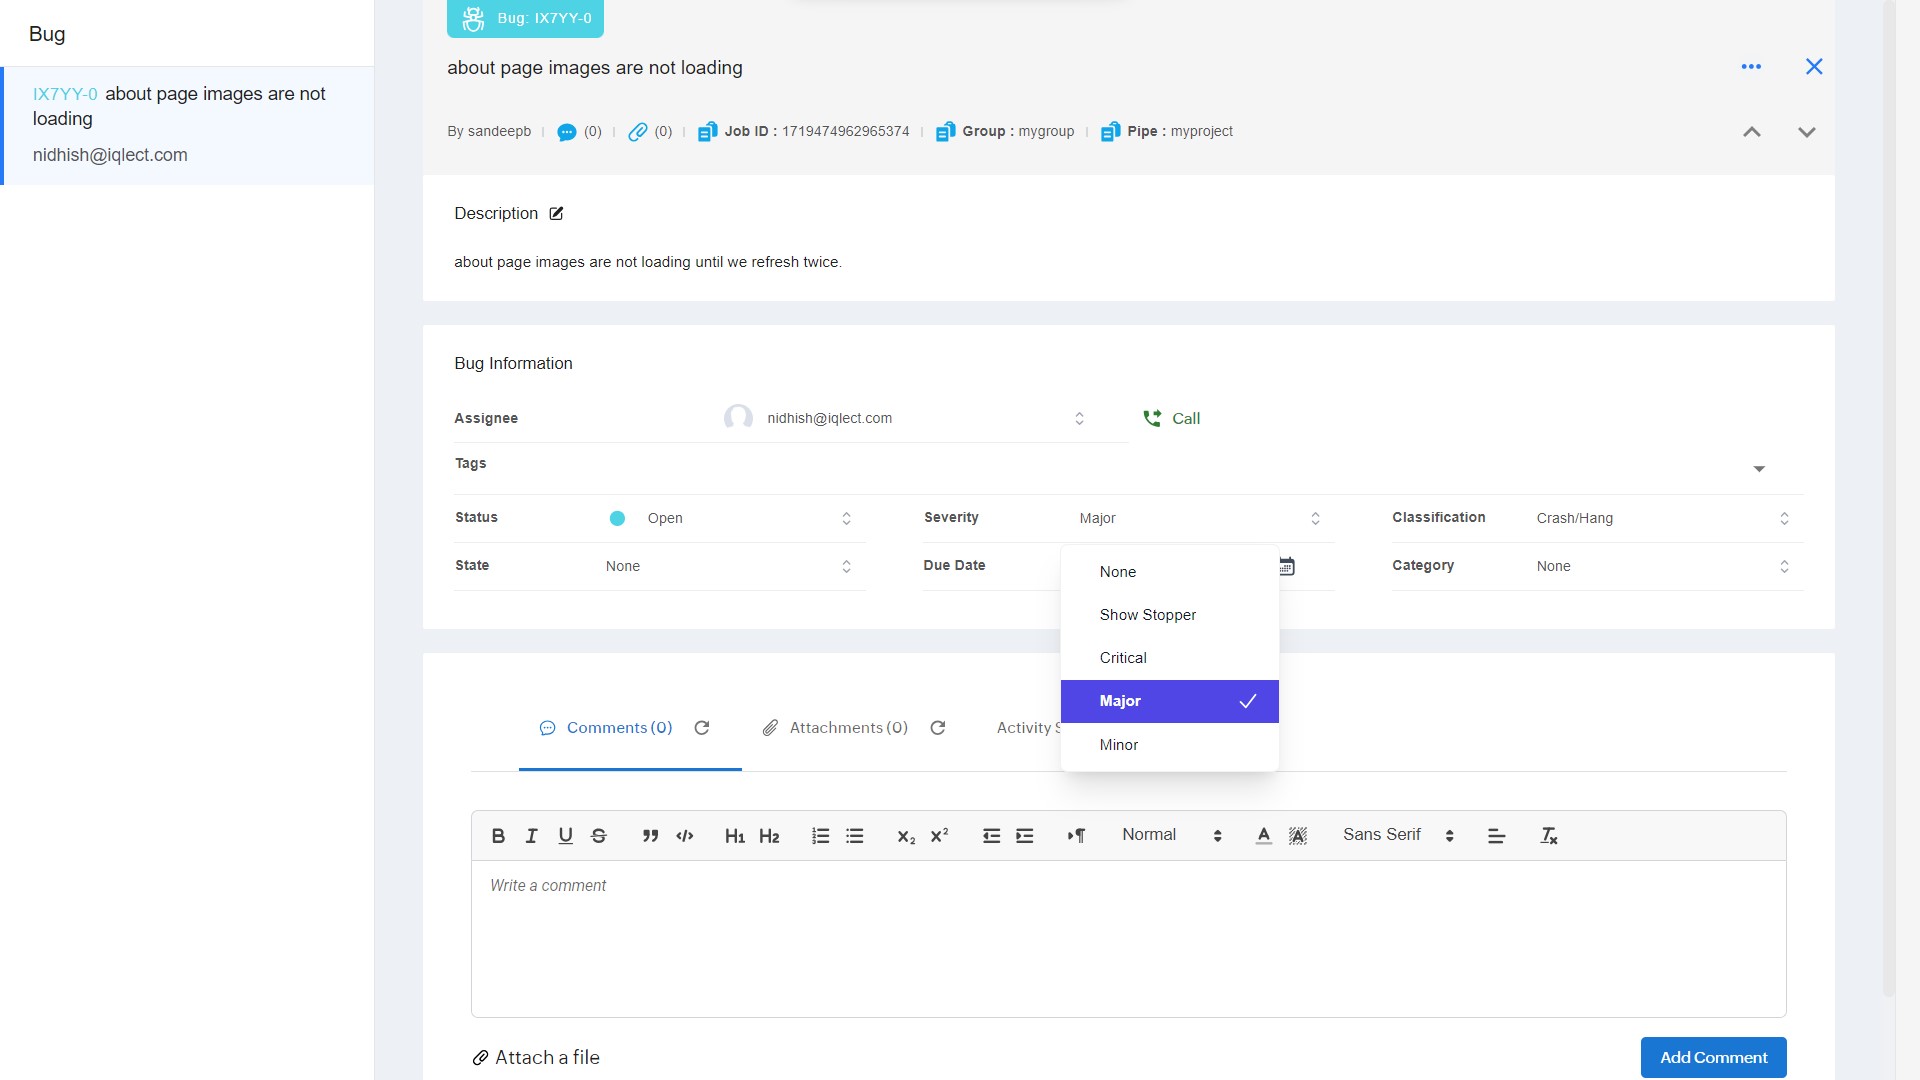 Bug
IX7YY-0 about page images are not
loading
nidhish@iqlect.com
Bug: IX7YY-0
about page images are not loading
By sandeepb (0) (0) Job ID : 1719474962965374 Group : mygroup Pipe : myproject
Description
about page images are not loading until we refresh twice.
Bug Information
Assignee nidhish@iqlect.com Call
Tags
Status Open Severity Major Classification Crash/Hang
State None Due Date Category None
None
Show Stopper
Critical
Major
Minor
Comments (0) Attachments (0) Activity S
B I U S H1 H2 X2 X2 Normal A A Sans Serif Tx
Write a comment
Attach a file
Add Comment